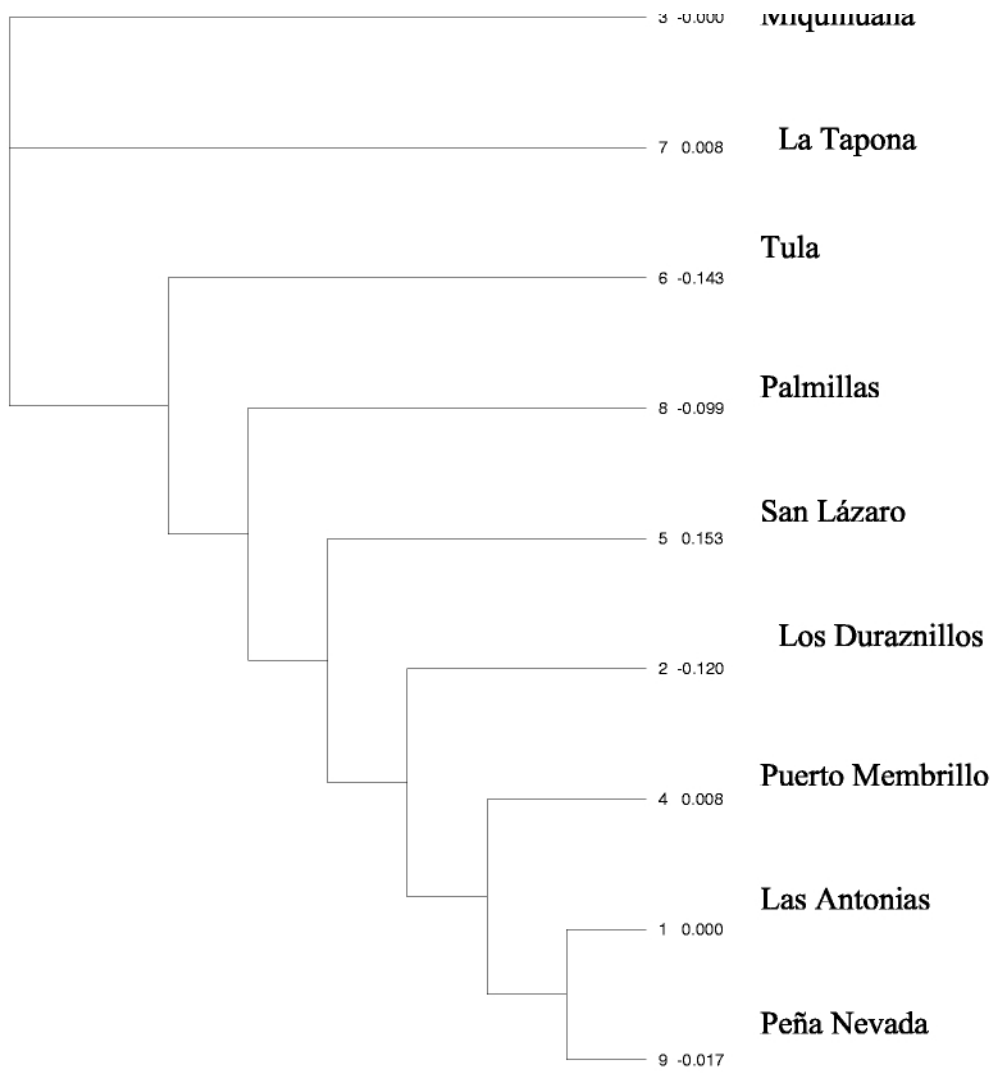 3 -0.000 Miquihuana
7 0.008 La Tapona
Tula
6 -0.143
Palmillas
8 -0.099
San Lázaro
5 0.153
Los Duraznillos
2 -0.120
Puerto Membrillo
4 0.008
Las Antonias
1 0.000
Peña Nevada
9 -0.017